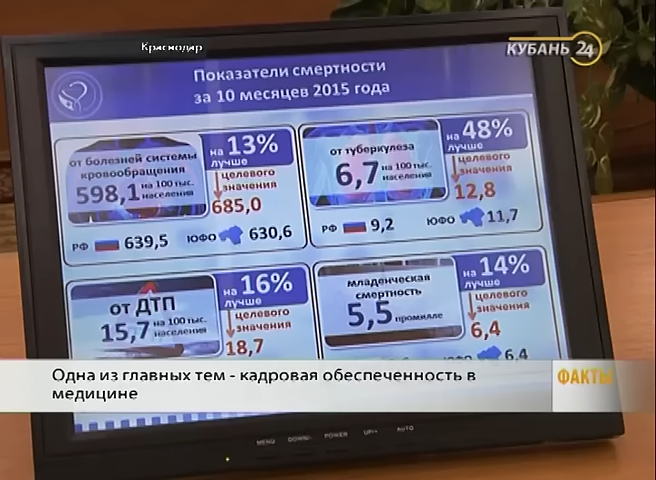 Краснодар
КУБАНЬ 24
Показатели смертности
за 10 месяцев 2015 года
от болезней системы
кровообращения
598,1 на 100 тыс. населения
на 13%
лучше
целевого
значения
685,0
РФ 639,5 ЮФО 630,6
от туберкулеза
6,7 на 100 тыс. населения
на 48%
лучше
целевого
значения
12,8
РФ 9,2 ЮФО 11,7
от ДТП
15,7 на 100 тыс. населения
на 16%
лучше
целевого
значения
18,7
младенческая
смертность
5,5 промилле
на 14%
лучше
целевого
значения
6,4
ЮФО 6,4
Одна из главных тем - кадровая обеспеченность в
медицине
ФАКТЫ
MENU DOWN/- POWER UP/+ AUTO